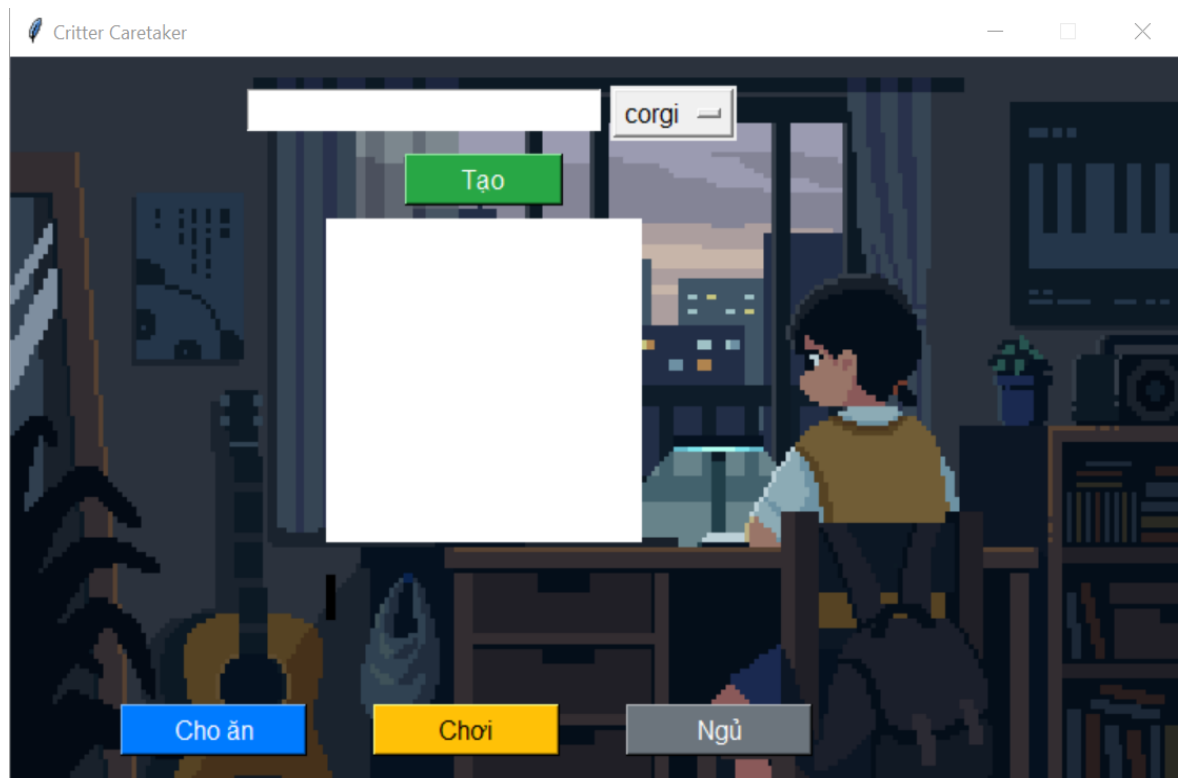 Critter Caretaker
corgi
Tạo
Cho ăn
Chơi
Ngủ